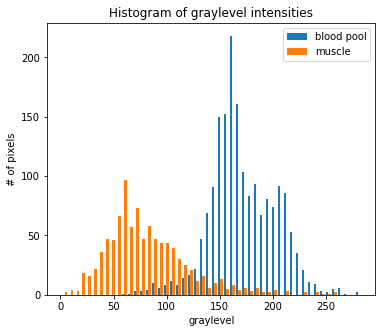 Histogram of graylevel intensities
blood pool
muscle
# of pixels
200
150
100
50
0
0 50 100 150 200 250
graylevel